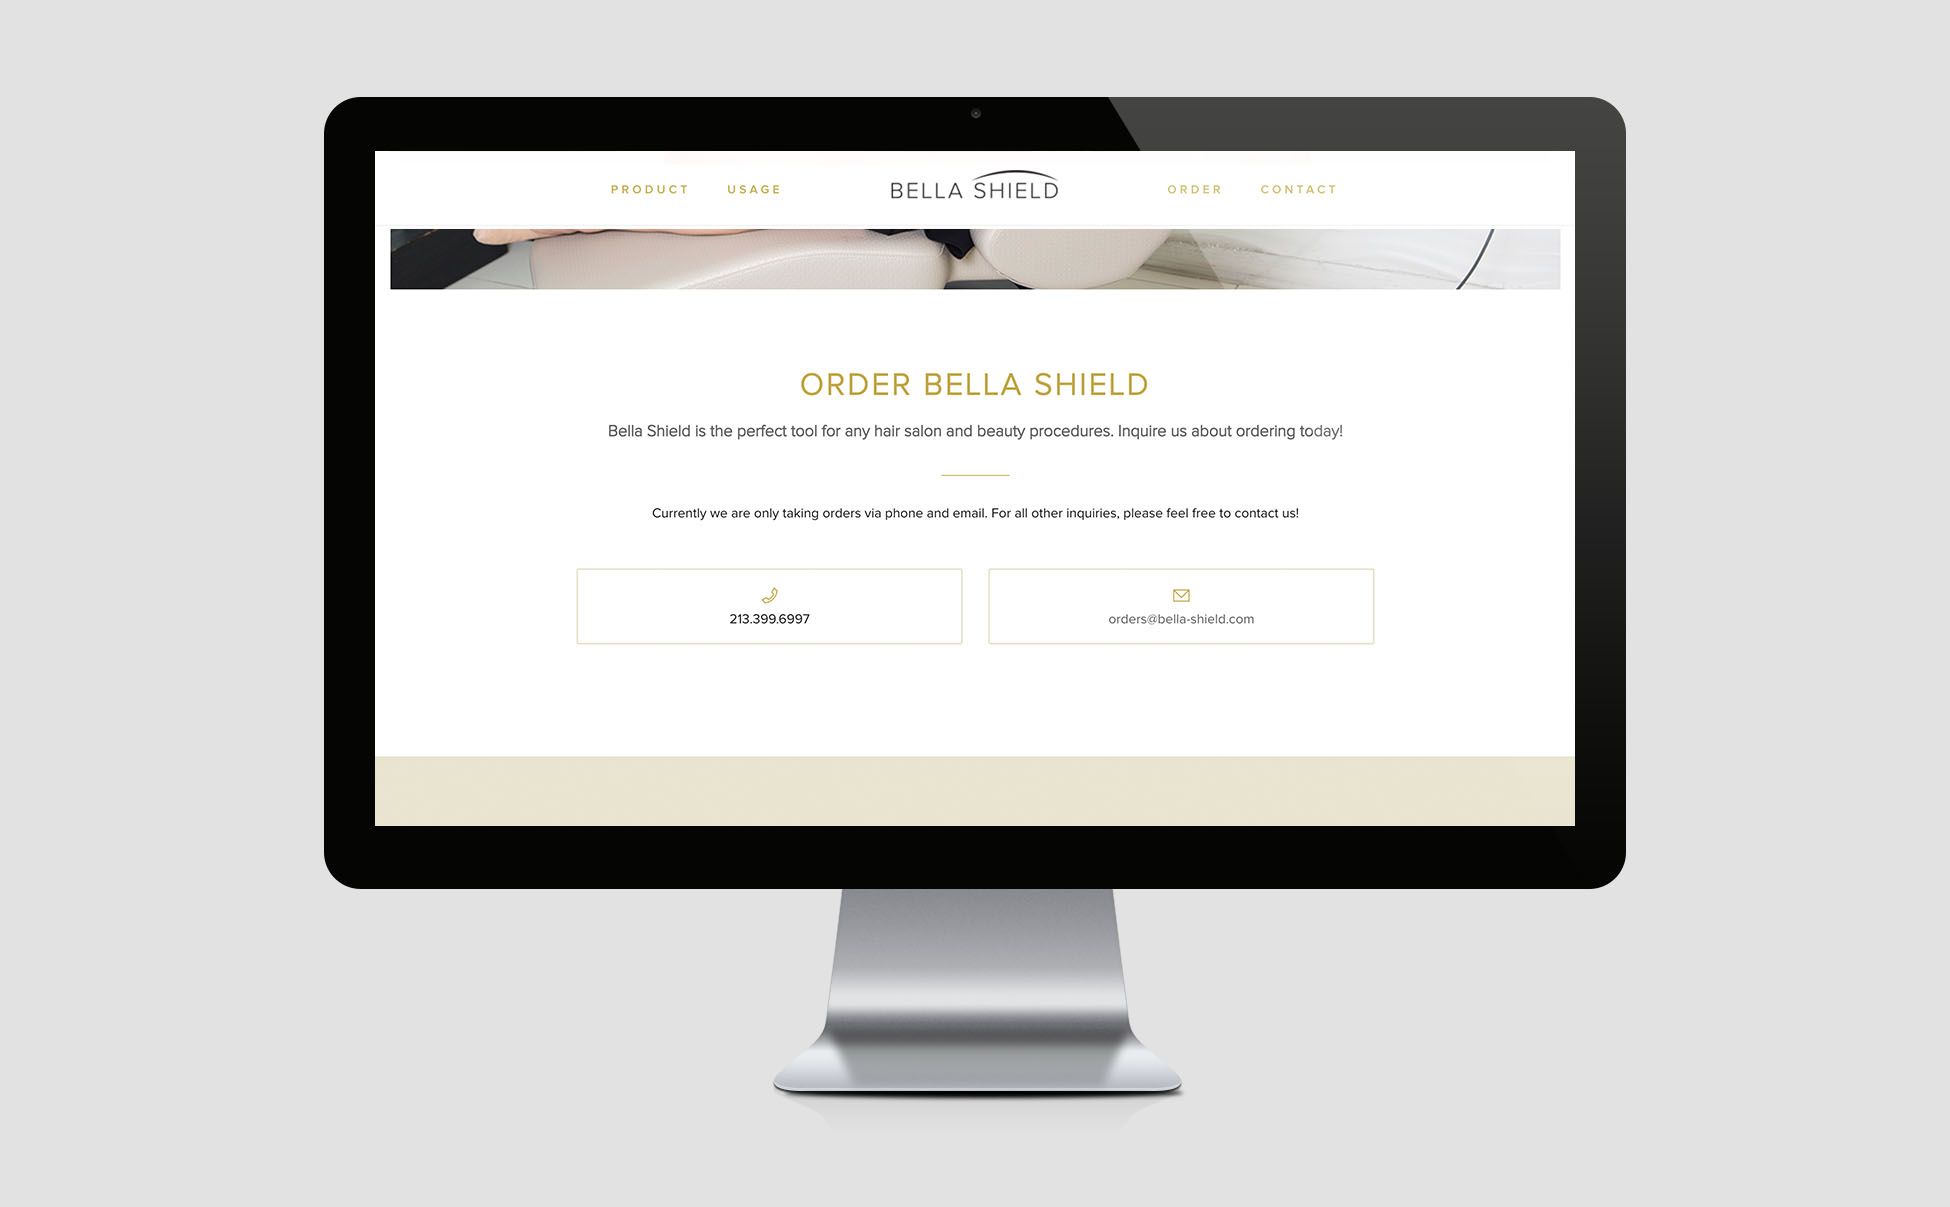 PRODUCT USAGE BELLA SHIELD ORDER CONTACT
ORDER BELLA SHIELD
Bella Shield is the perfect tool for any hair salon and beauty procedures. Inquire us about ordering today!
Currently we are only taking orders via phone and email. For all other inquiries, please feel free to contact us!
213.399.6997 orders@bella-shield.com